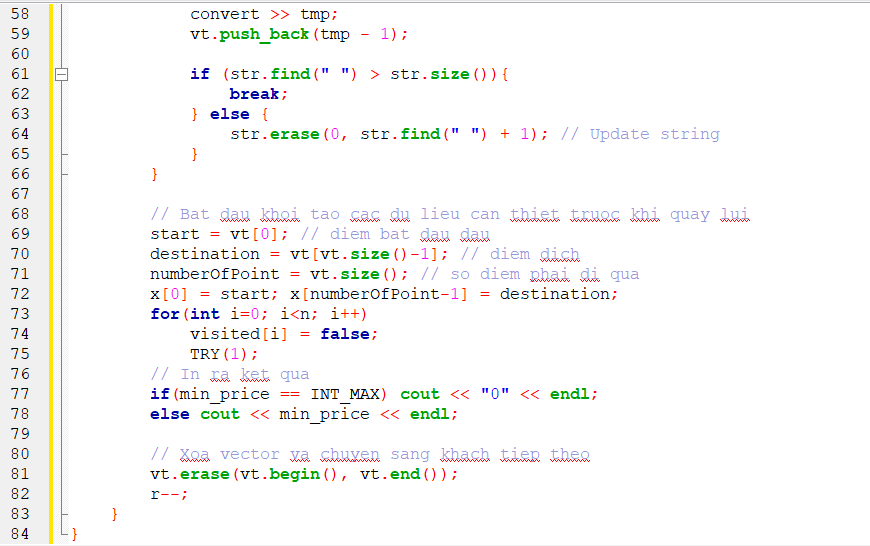 58 convert >> tmp;
59 vt.push_back(tmp - 1);
60
61 if (str.find(" ") > str.size()){
62 break;
63 } else {
64 str.erase(0, str.find(" ") + 1); // Update string
65 }
66 }
67
68 // Bat dau khoi tao cac du lieu can thiet truoc khi quay lui
69 start = vt[0]; // diem bat dau dau
70 destination = vt[vt.size()-1]; // diem dich
71 numberOfPoint = vt.size(); // so diem phai di qua
72 x[0] = start; x[numberOfPoint-1] = destination;
73 for(int i=0; i<n; i++)
74 visited[i] = false;
75 TRY(1);
76 // In ra ket qua
77 if(min_price == INT_MAX) cout << "0" << endl;
78 else cout << min_price << endl;
79
80 // Xoa vector va chuyen sang khach tiep theo
81 vt.erase(vt.begin(), vt.end());
82 r--;
83 }
84 }